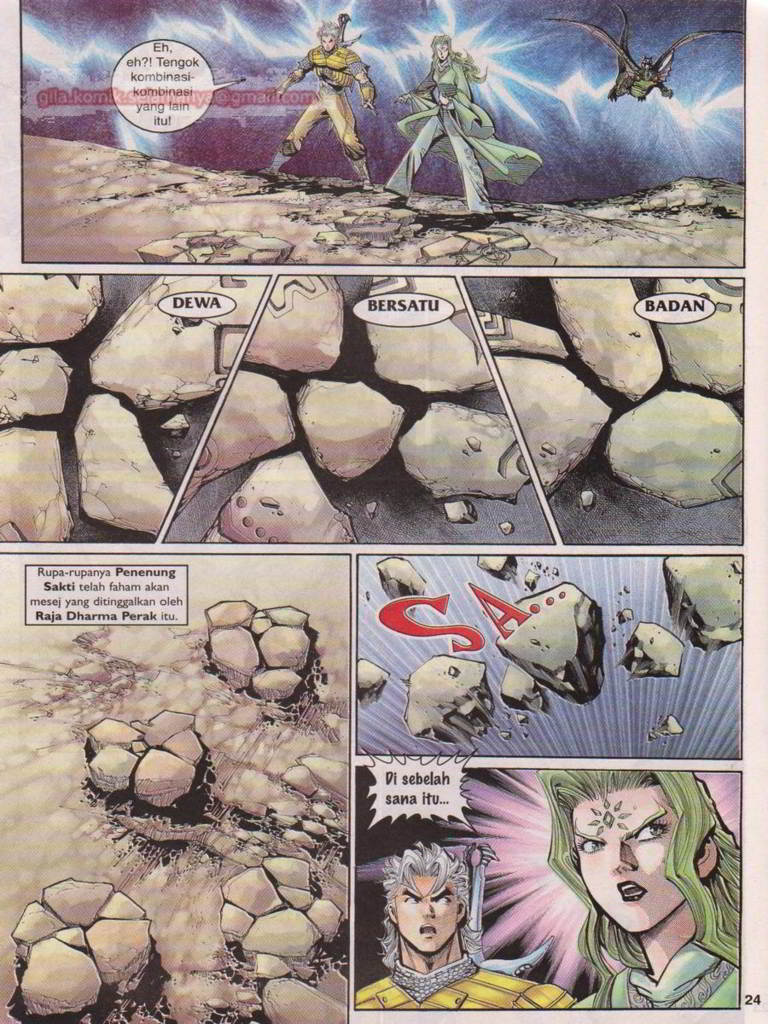 Eh,
eh?! Tengok
kombinasi-
kombinasi
yang lain
itu!
DEWA
BERSATU
BADAN
Rupa-rupanya Penenung
Sakti telah faham akan
mesej yang ditinggalkan oleh
Raja Dharma Perak itu.
SA...
Di sebelah
sana itu...
24